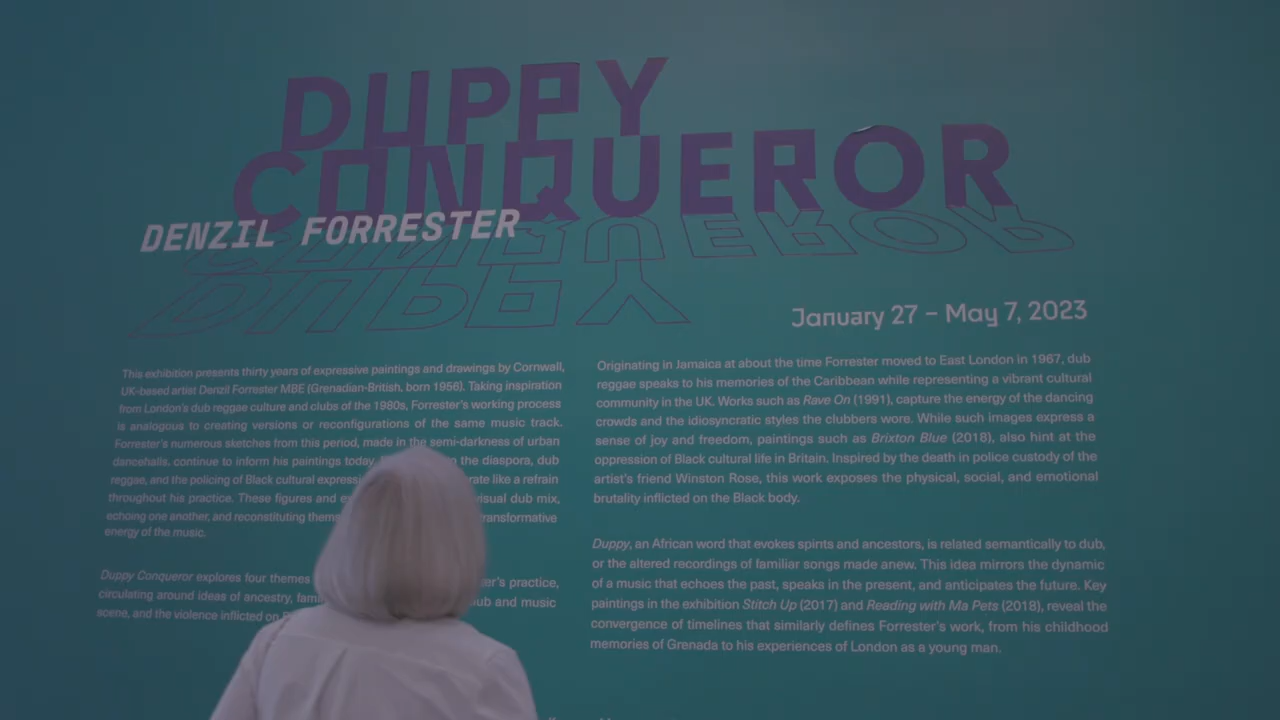 DUPPY
CONQUEROR
DENZIL FORRESTER
January 27 – May 7, 2023
This exhibition presents thirty years of expressive paintings and drawings by Cornwall,
UK-based artist Denzil Forrester MBE (Grenadian-British, born 1956). Taking inspiration
from London's dub reggae culture and clubs of the 1980s, Forrester's working process
is analogous to creating versions or reconfigurations of the same music track.
Forrester's numerous sketches from this period, made in the semi-darkness of urban
dancehalls, continue to inform his paintings today. the diaspora, dub
reggae, and the policing of Black cultural like a refrain
throughout his practice. These figures and visual dub mix,
echoing one another, and reconstituting transformative
energy of the music.
Duppy Conqueror explores four themes practice,
circulating around ideas of ancestry, and music
scene, and the violence inflicted on
Originating in Jamaica at about the time Forrester moved to East London in 1967, dub
reggae speaks to his memories of the Caribbean while representing a vibrant cultural
community in the UK. Works such as Rave On (1991), capture the energy of the dancing
crowds and the idiosyncratic styles the clubbers wore. While such images express a
sense of joy and freedom, paintings such as Brixton Blue (2018), also hint at the
oppression of Black cultural life in Britain. Inspired by the death in police custody of the
artist's friend Winston Rose, this work exposes the physical, social, and emotional
brutality inflicted on the Black body.
Duppy, an African word that evokes spirits and ancestors, is related semantically to dub,
or the altered recordings of familiar songs made anew. This idea mirrors the dynamic
of a music that echoes the past, speaks in the present, and anticipates the future. Key
paintings in the exhibition Stitch Up (2017) and Reading with Ma Pets (2018), reveal the
convergence of timelines that similarly defines Forrester's work, from his childhood
memories of Grenada to his experiences of London as a young man.